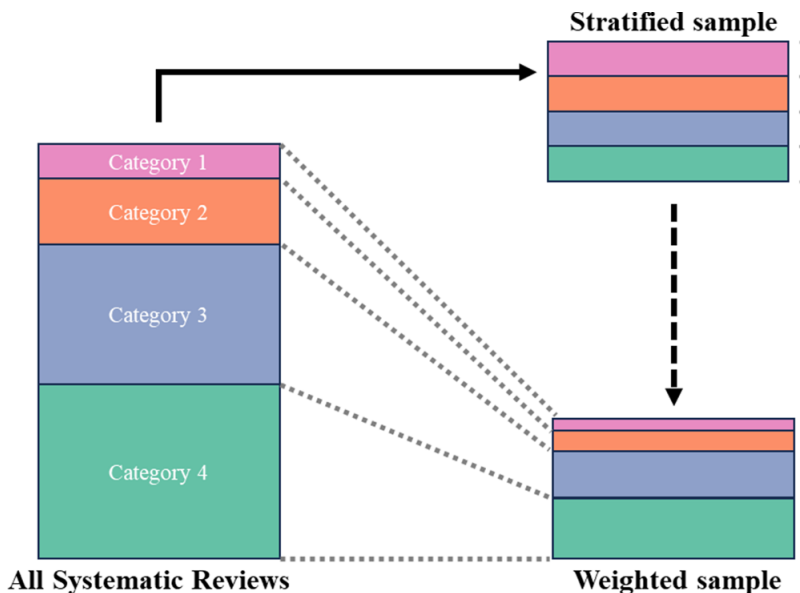 Stratified sample
Category 1
Category 2
Category 3
Category 4
All Systematic Reviews
Weighted sample